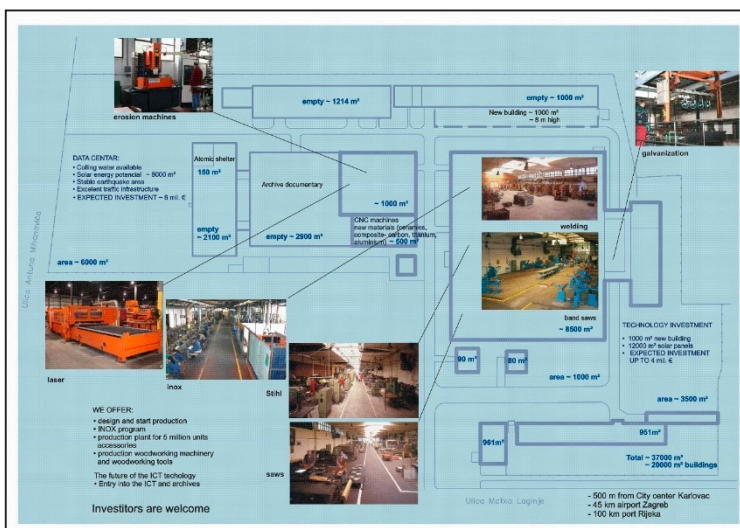 erosion machines
empty ~ 1214 m²
empty ~ 1000 m²
New building ~ 1000 m²
~ 8 m high
galvanization
DATA CENTAR:
• Colling water available
• Solar energy potencial ~ 8000 m²
• Stable earthquake area
• Excelent traffic infrastructure
• EXPECTED INVESTMENT ~ 8 mil. €
Atomic shelter
150 m²
Archive documentary
~ 1000 m²
empty
~ 2100 m²
empty ~ 2900 m²
CNC machines
new materials (ceramics,
composite- carbon, titanium,
aluminium) ~ 500 m²
welding
band saws
~ 8500 m²
area ~ 6000 m²
Ulica Antuna Mihanovića
laser
inox
Stihl
saws
90 m²
80 m²
TECHNOLOGY INVESTMENT
• 1000 m² new building
• 12000 m² solar panels
• EXPECTED INVESTMENT
UP TO 4 mil. €
area ~ 1000 m²
area ~ 3500 m²
961m²
951m²
Total ~ 37000 m²
~ 20000 m² buildings
WE OFFER:
• design and start production
• INOX program
• production plant for 5 million units
accessories
• production woodworking machinery
and woodworking tools
The future of the ICT techology
• Entry into the ICT and archives
Investitors are welcome
Ulica Matka Laginje
- 500 m from City center Karlovac
- 45 km airport Zagreb
- 100 km port Rijeka